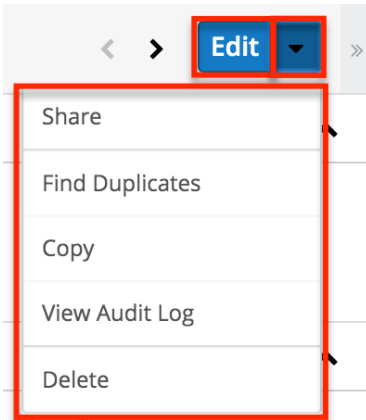 Edit
Share
Find Duplicates
Copy
View Audit Log
Delete